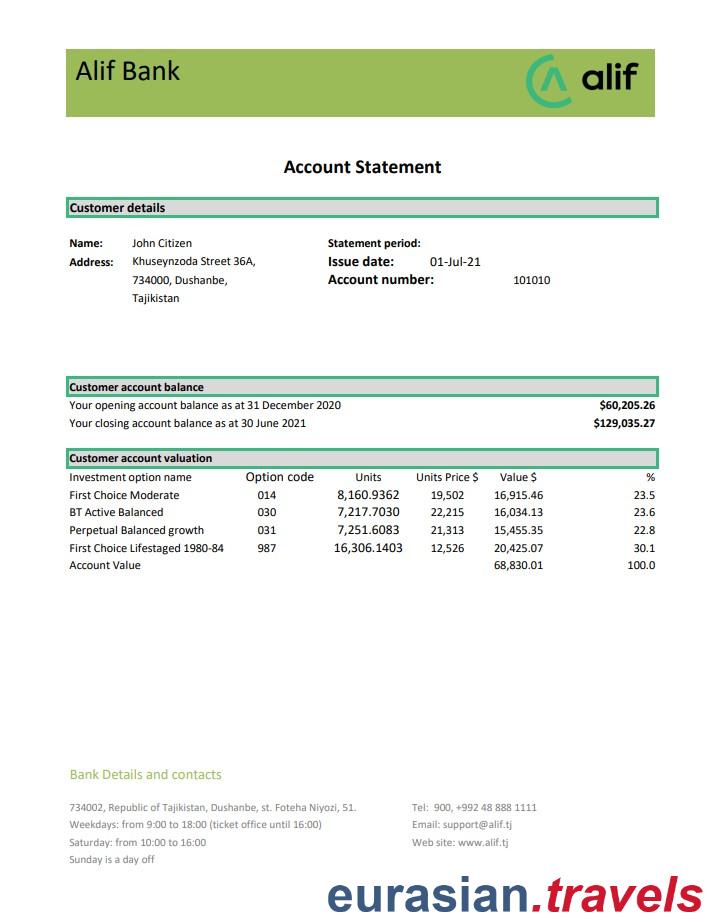 Alif Bank
alif
Account Statement
Customer details
Name: John Citizen Statement period:
Address: Khuseynzoda Street 36A, Issue date: 01-Jul-21
734000, Dushanbe, Account number: 101010
Tajikistan
Customer account balance
Your opening account balance as at 31 December 2020 $60,205.26
Your closing account balance as at 30 June 2021 $129,035.27
Customer account valuation
Investment option name Option code Units Units Price $ Value $ %
First Choice Moderate 014 8,160.9362 19,502 16,915.46 23.5
BT Active Balanced 030 7,217.7030 22,215 16,034.13 23.6
Perpetual Balanced growth 031 7,251.6083 21,313 15,455.35 22.8
First Choice Lifestaged 1980-84 987 16,306.1403 12,526 20,425.07 30.1
Account Value 68,830.01 100.0
Bank Details and contacts
734002, Republic of Tajikistan, Dushanbe, st. Foteha Niyozi, 51. Tel: 900, +992 48 888 1111
Weekdays: from 9:00 to 18:00 (ticket office until 16:00) Email: support@alif.tj
Saturday: from 10:00 to 16:00 Web site: www.alif.tj
Sunday is a day off
eurasian.travels